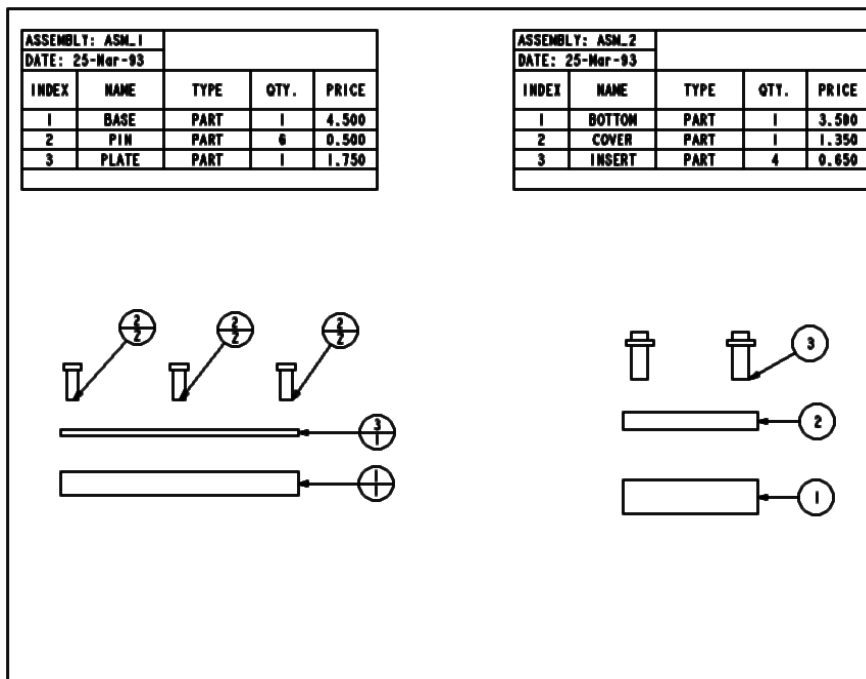 ASSEMBLY: ASM_1
DATE: 25-Mar-93
INDEX NAME TYPE QTY. PRICE
1 BASE PART 1 4.500
2 PIN PART 6 0.500
3 PLATE PART 1 1.750
ASSEMBLY: ASM_2
DATE: 25-Mar-93
INDEX NAME TYPE QTY. PRICE
1 BOTTOM PART 1 3.500
2 COVER PART 1 1.350
3 INSERT PART 4 0.650
2
2
2
2
2
2
3
1
1
1
3
2
1